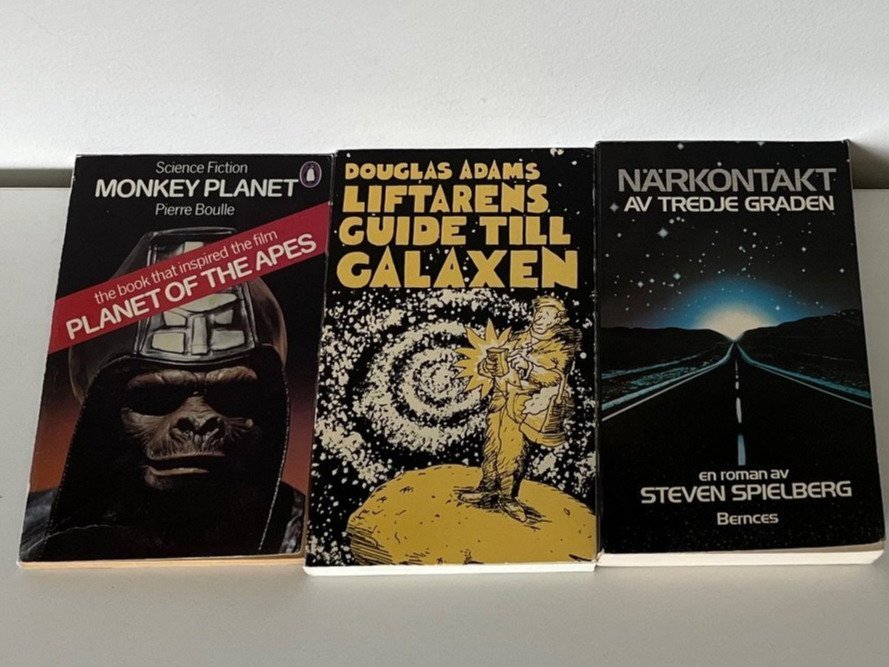 Science Fiction
MONKEY PLANET
Pierre Boulle
the book that inspired the film
PLANET OF THE APES
DOUGLAS ADAMS
LIFTARENS
GUIDE TILL
GALAXEN
NÄRKONTAKT
AV TREDJE GRADEN
en roman av
STEVEN SPIELBERG
Bernces